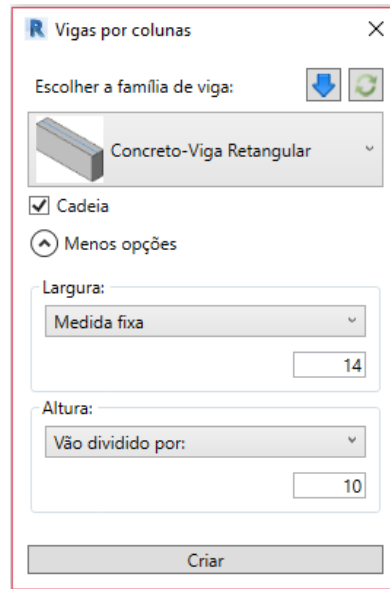 R Vigas por colunas
Escolher a família de viga:
Concreto-Viga Retangular
Cadeia
Menos opções
Largura:
Medida fixa
14
Altura:
Vão dividido por:
10
Criar